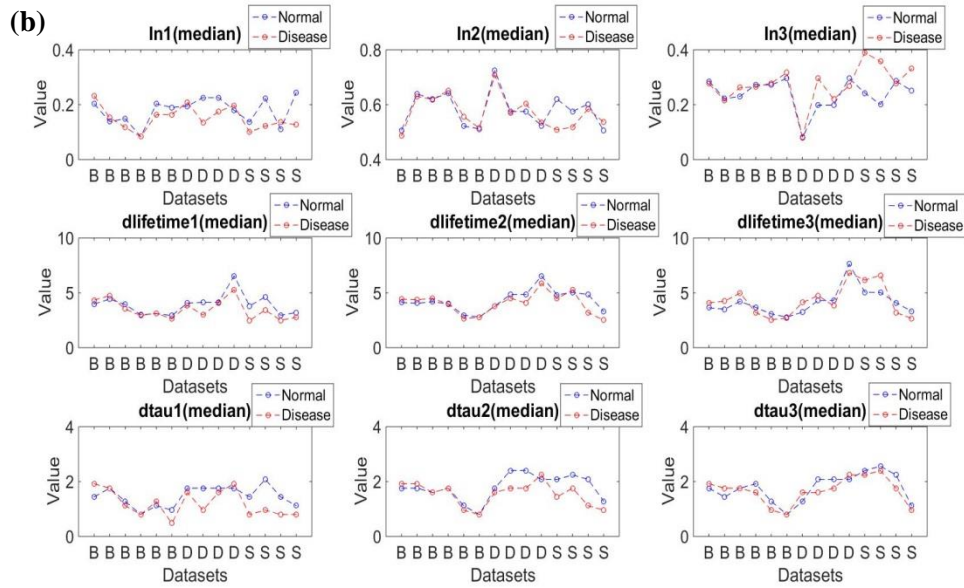 (b)
Normal
Disease
ln1(median)
0.4
0.2
0
Value
B B B B B B D D D D S S S S
Datasets
Normal
Disease
ln2(median)
0.8
0.6
0.4
Value
B B B B B B D D D D S S S S
Datasets
Normal
Disease
ln3(median)
0.4
0.2
0
Value
B B B B B B D D D D S S S S
Datasets
Normal
Disease
dlifetime1(median)
10
5
0
Value
B B B B B B D D D D S S S S
Datasets
Normal
Disease
dlifetime2(median)
10
5
0
Value
B B B B B B D D D D S S S S
Datasets
Normal
Disease
dlifetime3(median)
10
5
0
Value
B B B B B B D D D D S S S S
Datasets
Normal
Disease
dtau1(median)
4
2
0
Value
B B B B B B D D D D S S S S
Datasets
Normal
Disease
dtau2(median)
4
2
0
Value
B B B B B B D D D D S S S S
Datasets
Normal
Disease
dtau3(median)
4
2
0
Value
B B B B B B D D D D S S S S
Datasets